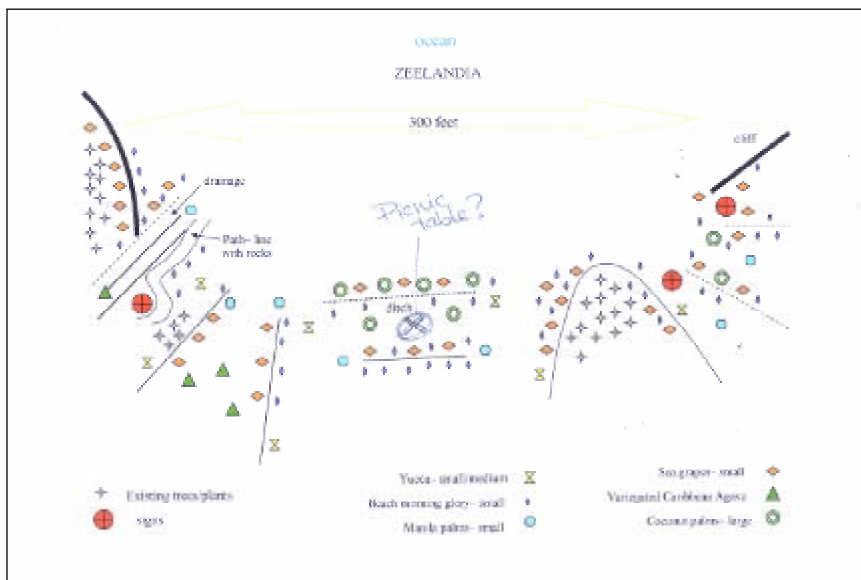 ocean
ZEELANDIA
300 feet
cliff
drainage
Picnic
table?
Path- line
with rocks
ditch
Yucca- small/medium
Sea grapes- small
Existing trees/plants
Beach morning glory- small
Variegated Caribbean Agave
signs
Manila palms- small
Coconut palms- large